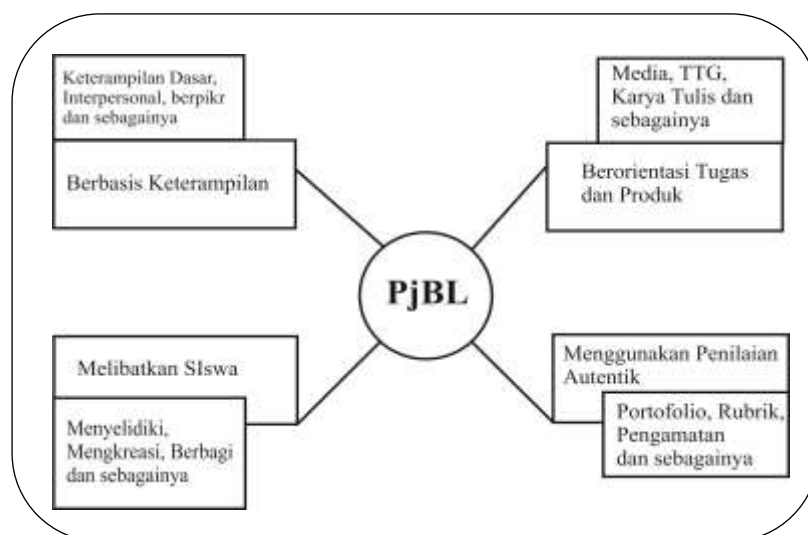 Keterampilan Dasar,
Interpersonal, berpikr
dan sebagainya
Berbasis Keterampilan
Media, TTG,
Karya Tulis dan
sebagainya
Berorientasi Tugas
dan Produk
PjBL
Melibatkan SIswa
Menyelidiki,
Mengkreasi, Berbagi
dan sebagainya
Menggunakan Penilaian
Autentik
Portofolio, Rubrik,
Pengamatan
dan sebagainya